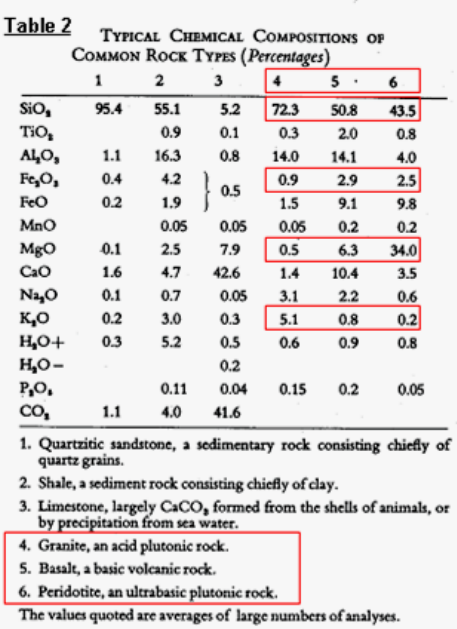 Table 2
TYPICAL CHEMICAL COMPOSITIONS OF
COMMON ROCK TYPES (Percentages)
1 2 3 4 5 6
SiO₂ 95.4 55.1 5.2 72.3 50.8 43.5
TiO₂ 0.9 0.1 0.3 2.0 0.8
Al₂O₃ 1.1 16.3 0.8 14.0 14.1 4.0
Fe₂O₃ 0.4 4.2 } 0.5 0.9 2.9 2.5
FeO 0.2 1.9 1.5 9.1 9.8
MnO 0.05 0.05 0.05 0.2 0.2
MgO 0.1 2.5 7.9 0.5 6.3 34.0
CaO 1.6 4.7 42.6 1.4 10.4 3.5
Na₂O 0.1 0.7 0.05 3.1 2.2 0.6
K₂O 0.2 3.0 0.3 5.1 0.8 0.2
H₂O+ 0.3 5.2 0.5 0.6 0.9 0.8
H₂O− 0.2
P₂O₅ 0.11 0.04 0.15 0.2 0.05
CO₂ 1.1 4.0 41.6
1. Quartzitic sandstone, a sedimentary rock consisting chiefly of
quartz grains.
2. Shale, a sediment rock consisting chiefly of clay.
3. Limestone, largely CaCO₃ formed from the shells of animals, or
by precipitation from sea water.
4. Granite, an acid plutonic rock.
5. Basalt, a basic volcanic rock.
6. Peridotite, an ultrabasic plutonic rock.
The values quoted are averages of large numbers of analyses.